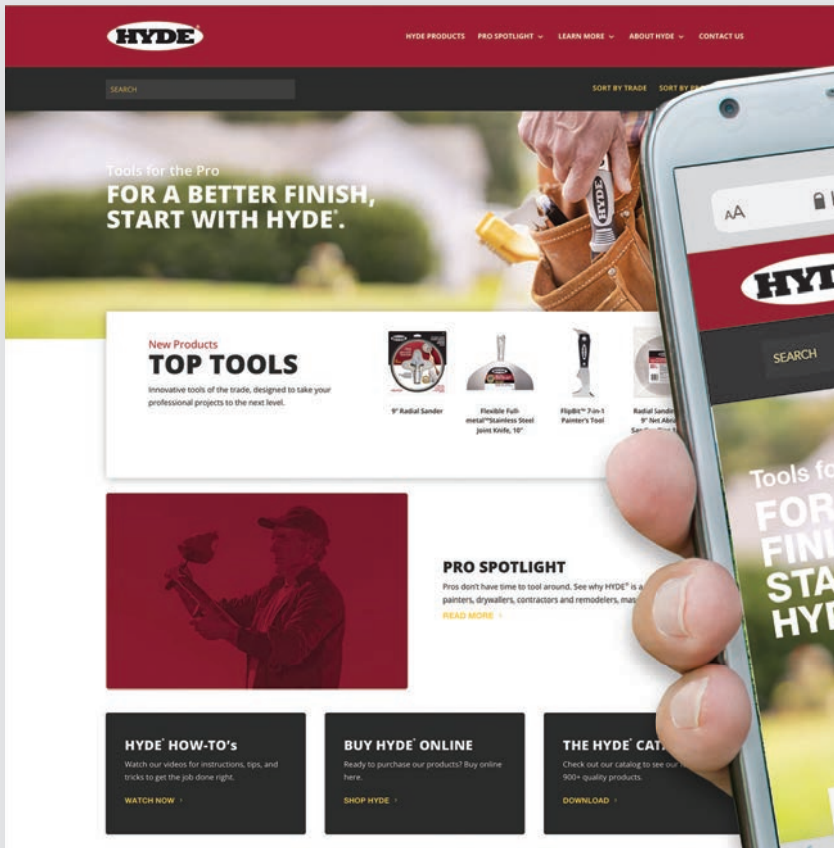 HYDE
HYDE PRODUCTS PRO SPOTLIGHT LEARN MORE ABOUT HYDE CONTACT US
SEARCH
SORT BY TRADE SORT BY
Tools for the Pro
FOR A BETTER FINISH,
START WITH HYDE®.
HYDE
New Products
TOP TOOLS
Innovative tools of the trade, designed to take your
professional projects to the next level.
9" Radial Sander
Flexible Full-
metal™Stainless Steel
Joint Knife, 10"
FlipBit™ 7-in-1
Painter's Tool
Radial Sandin
9" Net Abra
PRO SPOTLIGHT
Pros don't have time to tool around. See why HYDE® is a
painters, drywallers, contractors and remodelers, mas
READ MORE
HYDE® HOW-TO's
Watch our videos for instructions, tips, and
tricks to get the job done right.
WATCH NOW
BUY HYDE® ONLINE
Ready to purchase our products? Buy online
here.
SHOP HYDE
THE HYDE® CAT
Check out our catalog to see our
900+ quality products.
DOWNLOAD
AA
HYD
SEARCH
Tools fo
FOR
FINI
STA
HYD